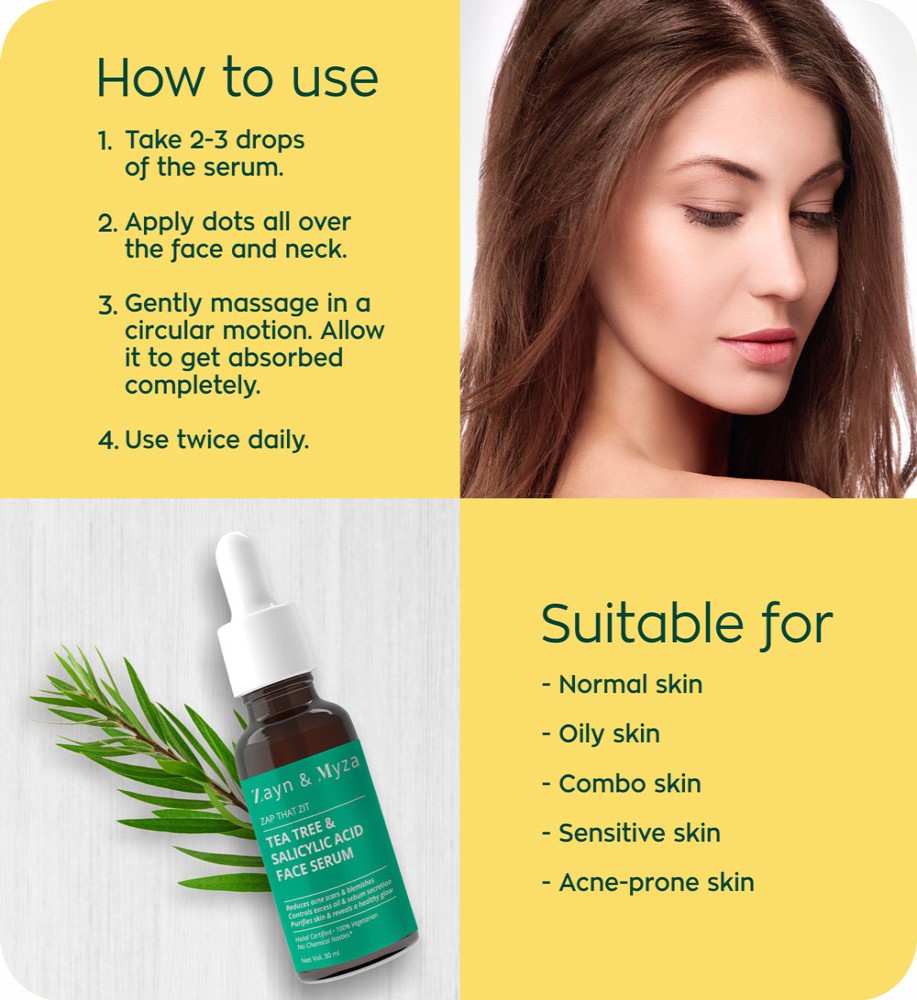 How to use
1. Take 2-3 drops
of the serum.
2. Apply dots all over
the face and neck.
3. Gently massage in a
circular motion. Allow
it to get absorbed
completely.
4. Use twice daily.
Zayn & Myza
ZAP THAT ZIT
TEA TREE &
SALICYLIC ACID
FACE SERUM
Reduces acne scars & blemishes
Controls excess oil & sebum secretion
Purifies skin & reveals a healthy glow
Halal Certified • 100% Vegetarian
No Chemical Nasties*
Net Vol. 30 ml
Suitable for
- Normal skin
- Oily skin
- Combo skin
- Sensitive skin
- Acne-prone skin